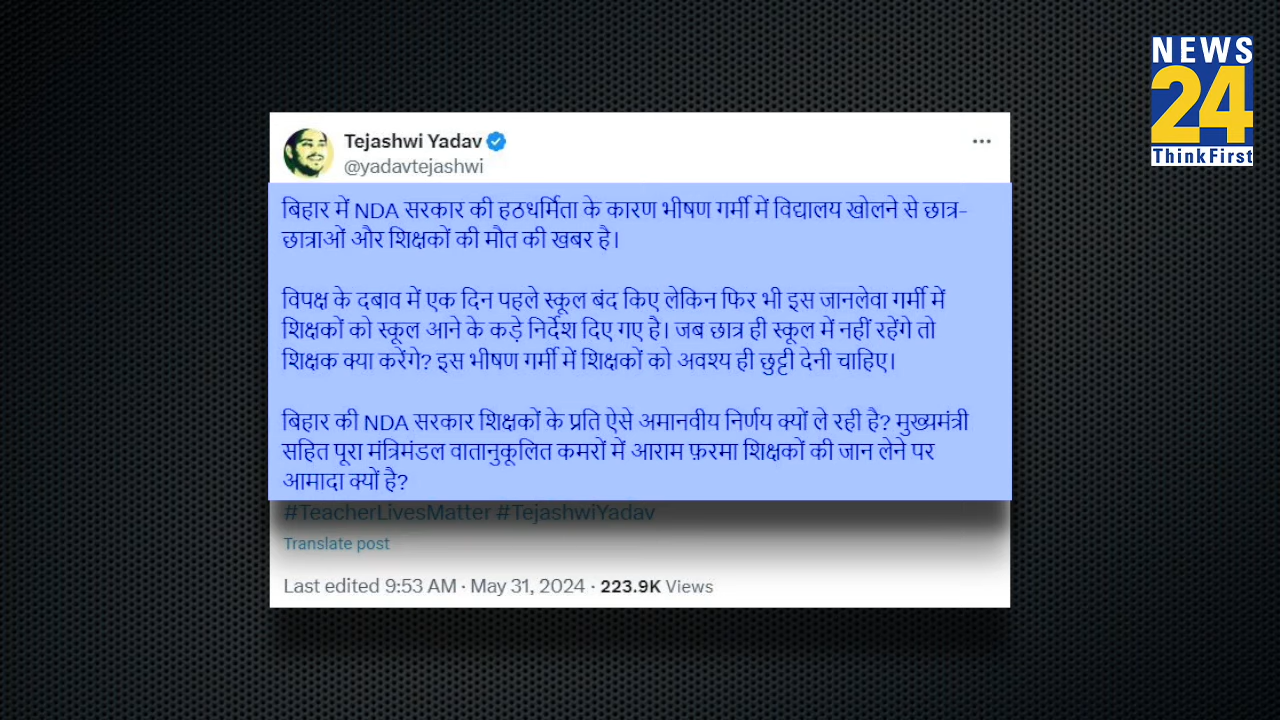 NEWS
24
ThinkFirst
Tejashwi Yadav
@yadavtejashwi
बिहार में NDA सरकार की हठधर्मिता के कारण भीषण गर्मी में विद्यालय खोलने से छात्र-
छात्राओं और शिक्षकों की मौत की खबर है।
विपक्ष के दबाव में एक दिन पहले स्कूल बंद किए लेकिन फिर भी इस जानलेवा गर्मी में
शिक्षकों को स्कूल आने के कड़े निर्देश दिए गए है। जब छात्र ही स्कूल में नहीं रहेंगे तो
शिक्षक क्या करेंगे? इस भीषण गर्मी में शिक्षकों को अवश्य ही छुट्टी देनी चाहिए।
बिहार की NDA सरकार शिक्षकों के प्रति ऐसे अमानवीय निर्णय क्यों ले रही है? मुख्यमंत्री
सहित पूरा मंत्रिमंडल वातानुकूलित कमरों में आराम फ़रमा शिक्षकों की जान लेने पर
आमादा क्यों है?
#TeacherLivesMatter #TejashwiYadav
Translate post
Last edited 9:53 AM · May 31, 2024 · 223.9K Views